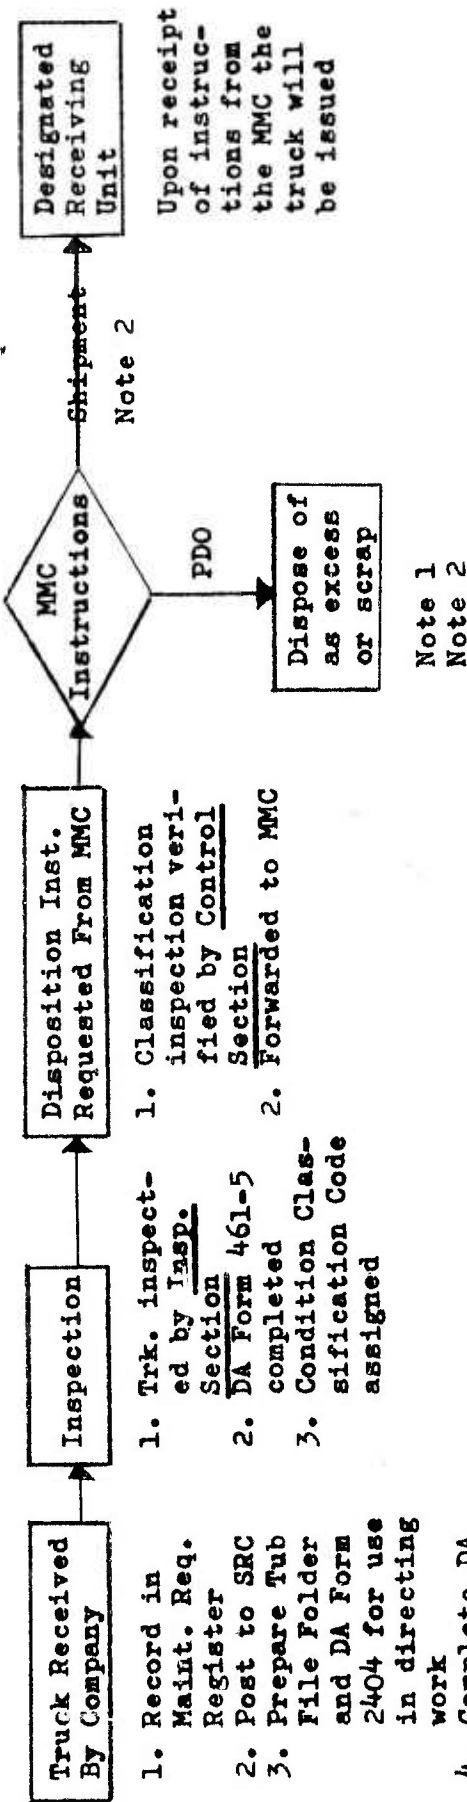 Truck Received
By Company
1. Record in
Maint. Req.
Register
2. Post to SRC
3. Prepare Tub
File Folder
and DA Form
2404 for use
in directing
work
4. Complete DA
Inspection
1. Trk. inspect-
ed by Insp.
Section
2. DA Form 461-5
completed
3. Condition Clas-
sification Code
assigned
Disposition Inst.
Requested From MMC
1. Classification
inspection veri-
fied by Control
Section
2. Forwarded to MMC
MMC
Instructions
PDO
Dispose of
as excess
or scrap
Note 1
Note 2
Shipment
Note 2
Designated
Receiving
Unit
Upon receipt
of instruc-
tions from
the MMC the
truck will
be issued